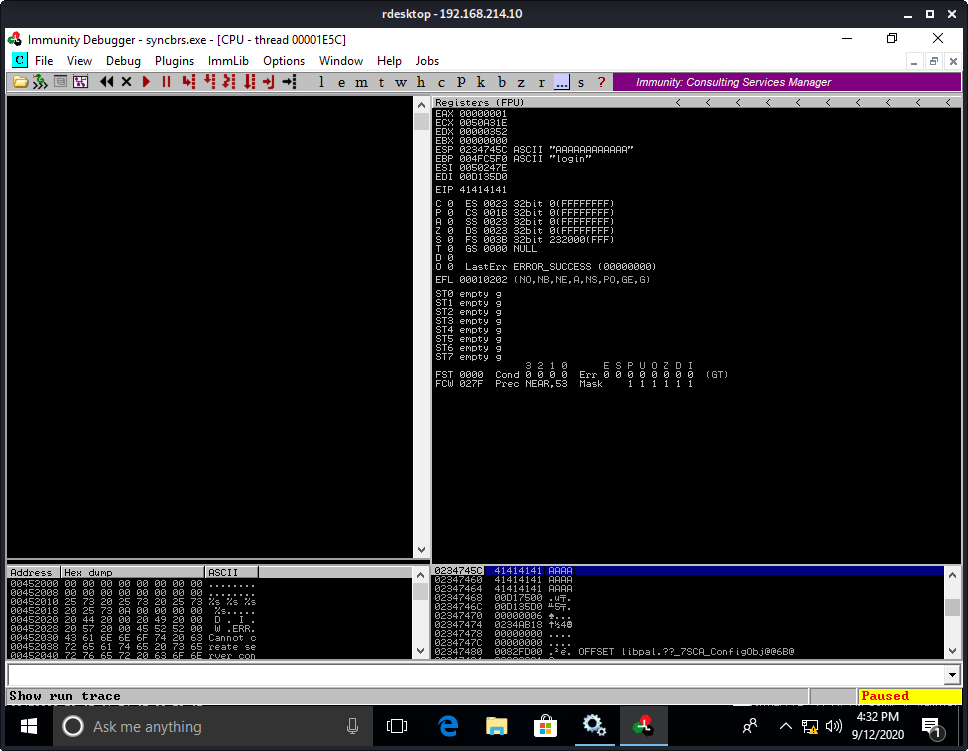 rdesktop - 192.168.214.10
Immunity Debugger - syncbrs.exe - [CPU - thread 00001E5C]
C File View Debug Plugins ImmLib Options Window Help Jobs
l e m t w h c P k b z r ... s ? Immunity: Consulting Services Manager
Registers (FPU) < < < < < < < < < <
EAX 00000001
ECX 0050A31E
EDX 00000352
EBX 00000000
ESP 0234745C ASCII "AAAAAAAAAAAA"
EBP 004FC5F0 ASCII "login"
ESI 0050247E
EDI 00D135D0
EIP 41414141
C 0 ES 0023 32bit 0(FFFFFFFF)
P 0 CS 001B 32bit 0(FFFFFFFF)
A 0 SS 0023 32bit 0(FFFFFFFF)
Z 0 DS 0023 32bit 0(FFFFFFFF)
S 0 FS 003B 32bit 232000(FFF)
T 0 GS 0000 NULL
D 0
O 0 LastErr ERROR_SUCCESS (00000000)
EFL 00010202 (NO,NB,NE,A,NS,PO,GE,G)
ST0 empty g
ST1 empty g
ST2 empty g
ST3 empty g
ST4 empty g
ST5 empty g
ST6 empty g
ST7 empty g
3 2 1 0 E S P U O Z D I
FST 0000 Cond 0 0 0 0 Err 0 0 0 0 0 0 0 0 (GT)
FCW 027F Prec NEAR,53 Mask 1 1 1 1 1 1
Address Hex dump ASCII
00452000 00 00 00 00 00 00 00 00 ........
00452008 00 00 00 00 00 00 00 00 ........
00452010 25 73 20 25 73 20 25 73 %s %s %s
00452018 20 25 73 0A 00 00 00 00 %s.....
00452020 20 44 20 00 20 49 20 00 D . I .
00452028 20 57 20 00 45 52 52 00 W .ERR.
00452030 43 61 6E 6E 6F 74 20 63 Cannot c
00452038 72 65 61 74 65 20 73 65 reate se
00452040 72 76 65 72 20 63 6F 6E rver con
0234745C 41414141 AAAA
02347460 41414141 AAAA
02347464 41414141 AAAA
02347468 00D17500
0234746C 00D135D0
02347470 00000006
02347474 0234AB18
02347478 00000000 ....
0234747C 00000000 ....
02347480 0082FD00 OFFSET libpal.??_7SCA_ConfigObj@@6B@
Show run trace
Paused
Ask me anything
4:32 PM
9/12/2020
1